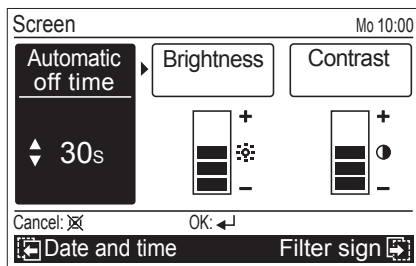 Screen Mo 10:00
Automatic off time
Brightness
Contrast
30s
+ +
– –
Cancel: OK:
Date and time Filter sign